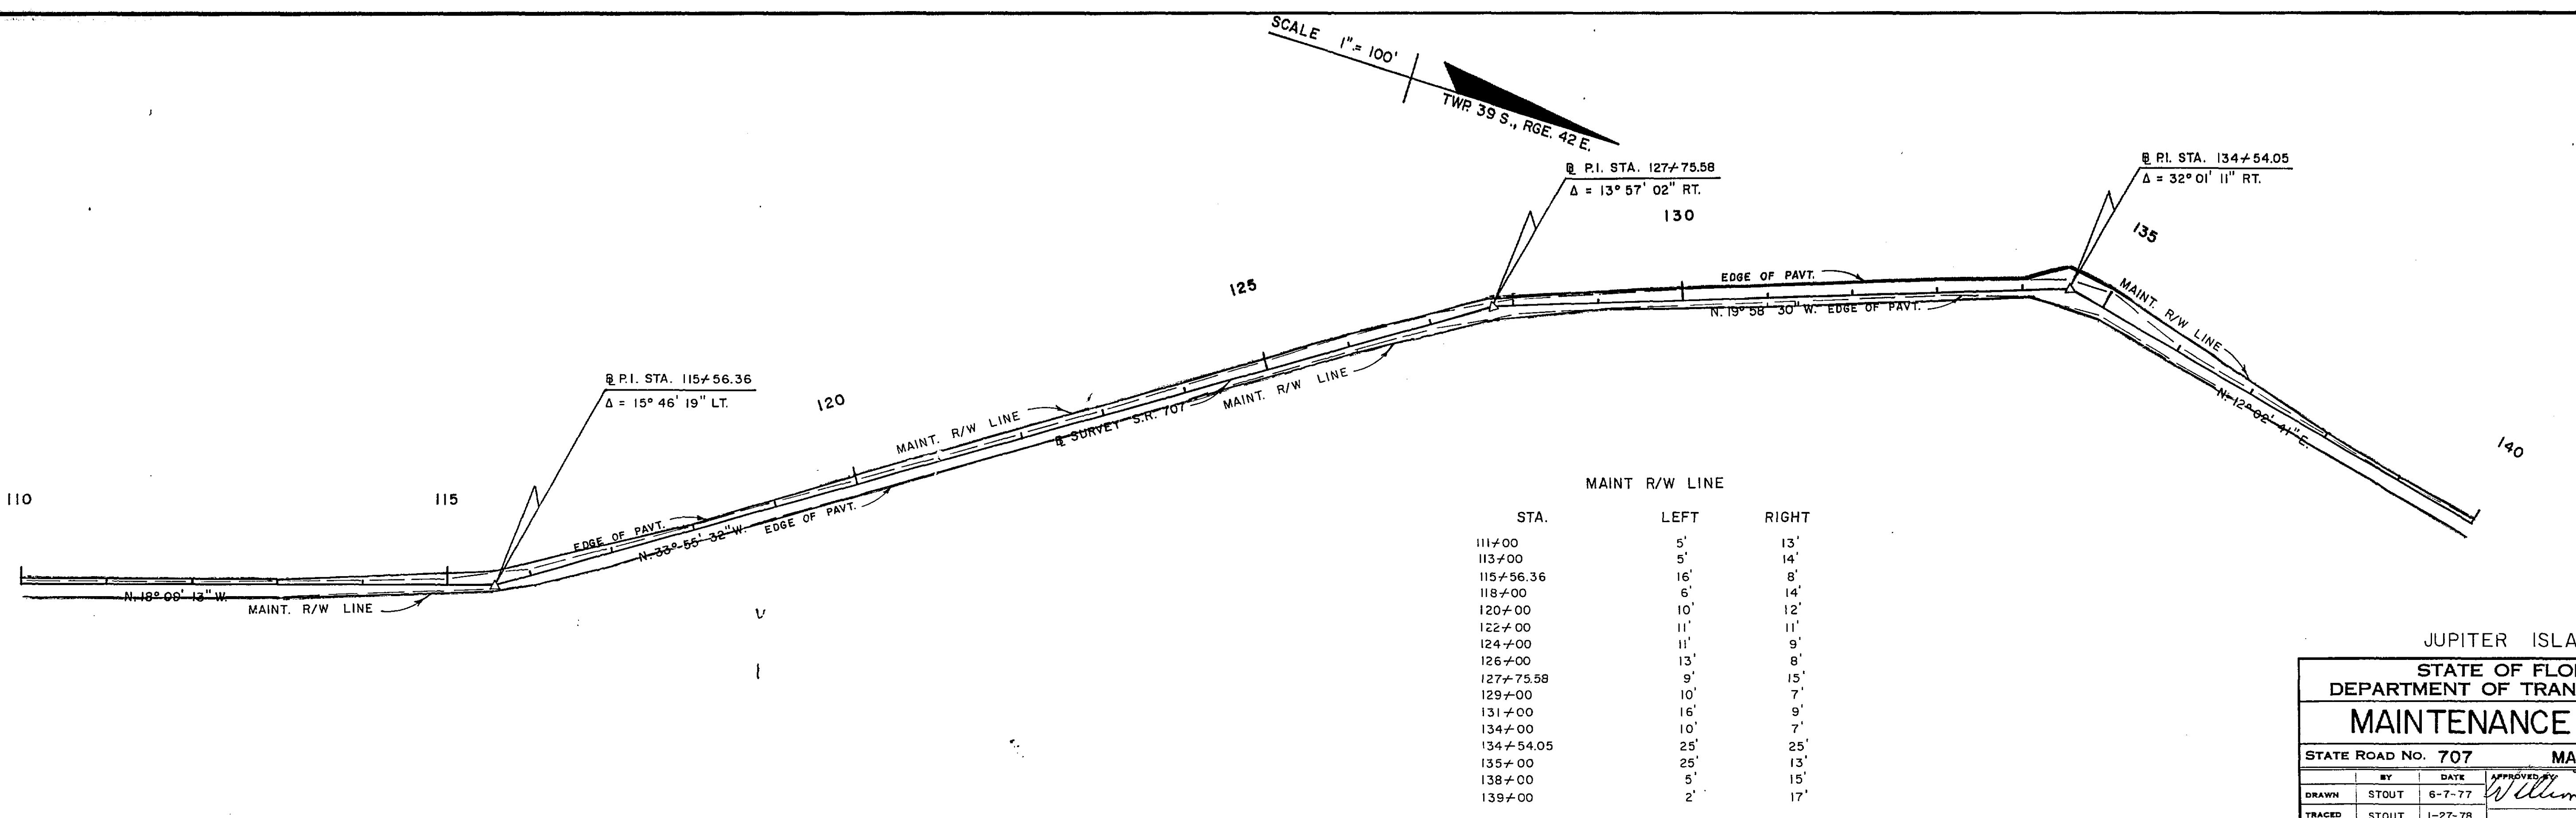 SCALE 1" = 100'
TWP. 39 S., RGE. 42 E.
℄ P.I. STA. 134+54.05
Δ = 32° 01' 11" RT.
℄ P.I. STA. 127+75.58
Δ = 13° 57' 02" RT.
130
135
EDGE OF PAVT.
MAINT. R/W LINE
125
N. 19° 58' 30" W. EDGE OF PAVT.
℄ P.I. STA. 115+56.36
Δ = 15° 46' 19" LT.
120
MAINT. R/W LINE
MAINT. R/W LINE
℄ SURVEY S.R. 707
N. 12° 02' 41" E.
140
110
115
EDGE OF PAVT.
N. 33° 55' 32" W. EDGE OF PAVT.
N. 18° 09' 13" W.
MAINT. R/W LINE
MAINT R/W LINE
STA. LEFT RIGHT
111+00 5' 13'
113+00 5' 14'
115+56.36 16' 8'
118+00 6' 14'
120+00 10' 12'
122+00 11' 11'
124+00 11' 9'
126+00 13' 8'
127+75.58 9' 15'
129+00 10' 7'
131+00 16' 9'
134+00 10' 7'
134+54.05 25' 25'
135+00 25' 13'
138+00 5' 15'
139+00 2' 17'
JUPITER ISLA
STATE OF FLO
DEPARTMENT OF TRAN
MAINTENANCE
STATE ROAD NO. 707 MA
BY DATE APPROVED BY
DRAWN STOUT 6-7-77
TRACED STOUT 1-27-78